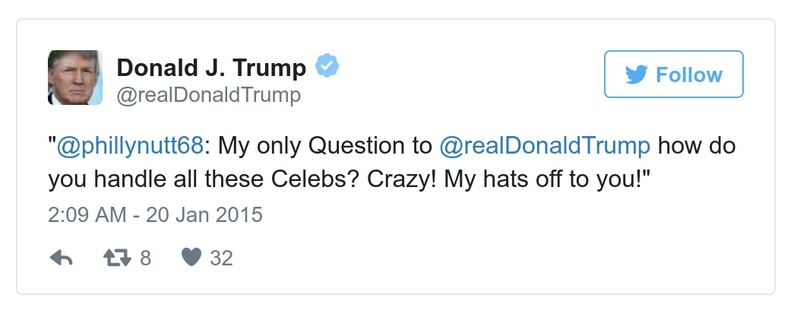 Donald J. Trump
@realDonaldTrump
Follow
"@phillynutt68: My only Question to @realDonaldTrump how do
you handle all these Celebs? Crazy! My hats off to you!"
2:09 AM - 20 Jan 2015
8 32